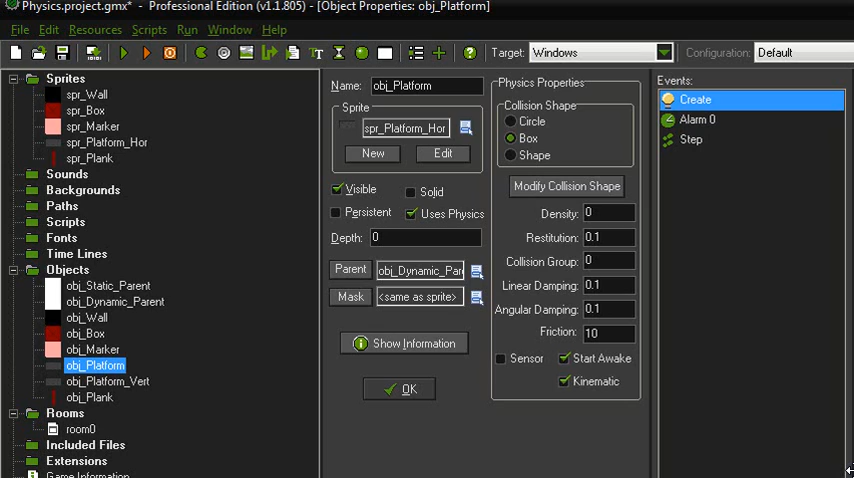 Physics.project.gmx* - Professional Edition (v1.1.805) - [Object Properties: obj_Platform]
File Edit Resources Scripts Run Window Help
Target: Windows Configuration: Default
Sprites
spr_Wall
spr_Box
spr_Marker
spr_Platform_Hor
spr_Plank
Sounds
Backgrounds
Paths
Scripts
Fonts
Time Lines
Objects
obj_Static_Parent
obj_Dynamic_Parent
obj_Wall
obj_Box
obj_Marker
obj_Platform
obj_Platform_Vert
obj_Plank
Rooms
room0
Included Files
Extensions
Game Information
Name: obj_Platform
Sprite
spr_Platform_Hor
New Edit
Visible Solid
Persistent Uses Physics
Depth: 0
Parent obj_Dynamic_Par
Mask <same as sprite>
Show Information
OK
Physics Properties
Collision Shape
Circle
Box
Shape
Modify Collision Shape
Density: 0
Restitution: 0.1
Collision Group: 0
Linear Damping: 0.1
Angular Damping: 0.1
Friction: 10
Sensor Start Awake
Kinematic
Events:
Create
Alarm 0
Step